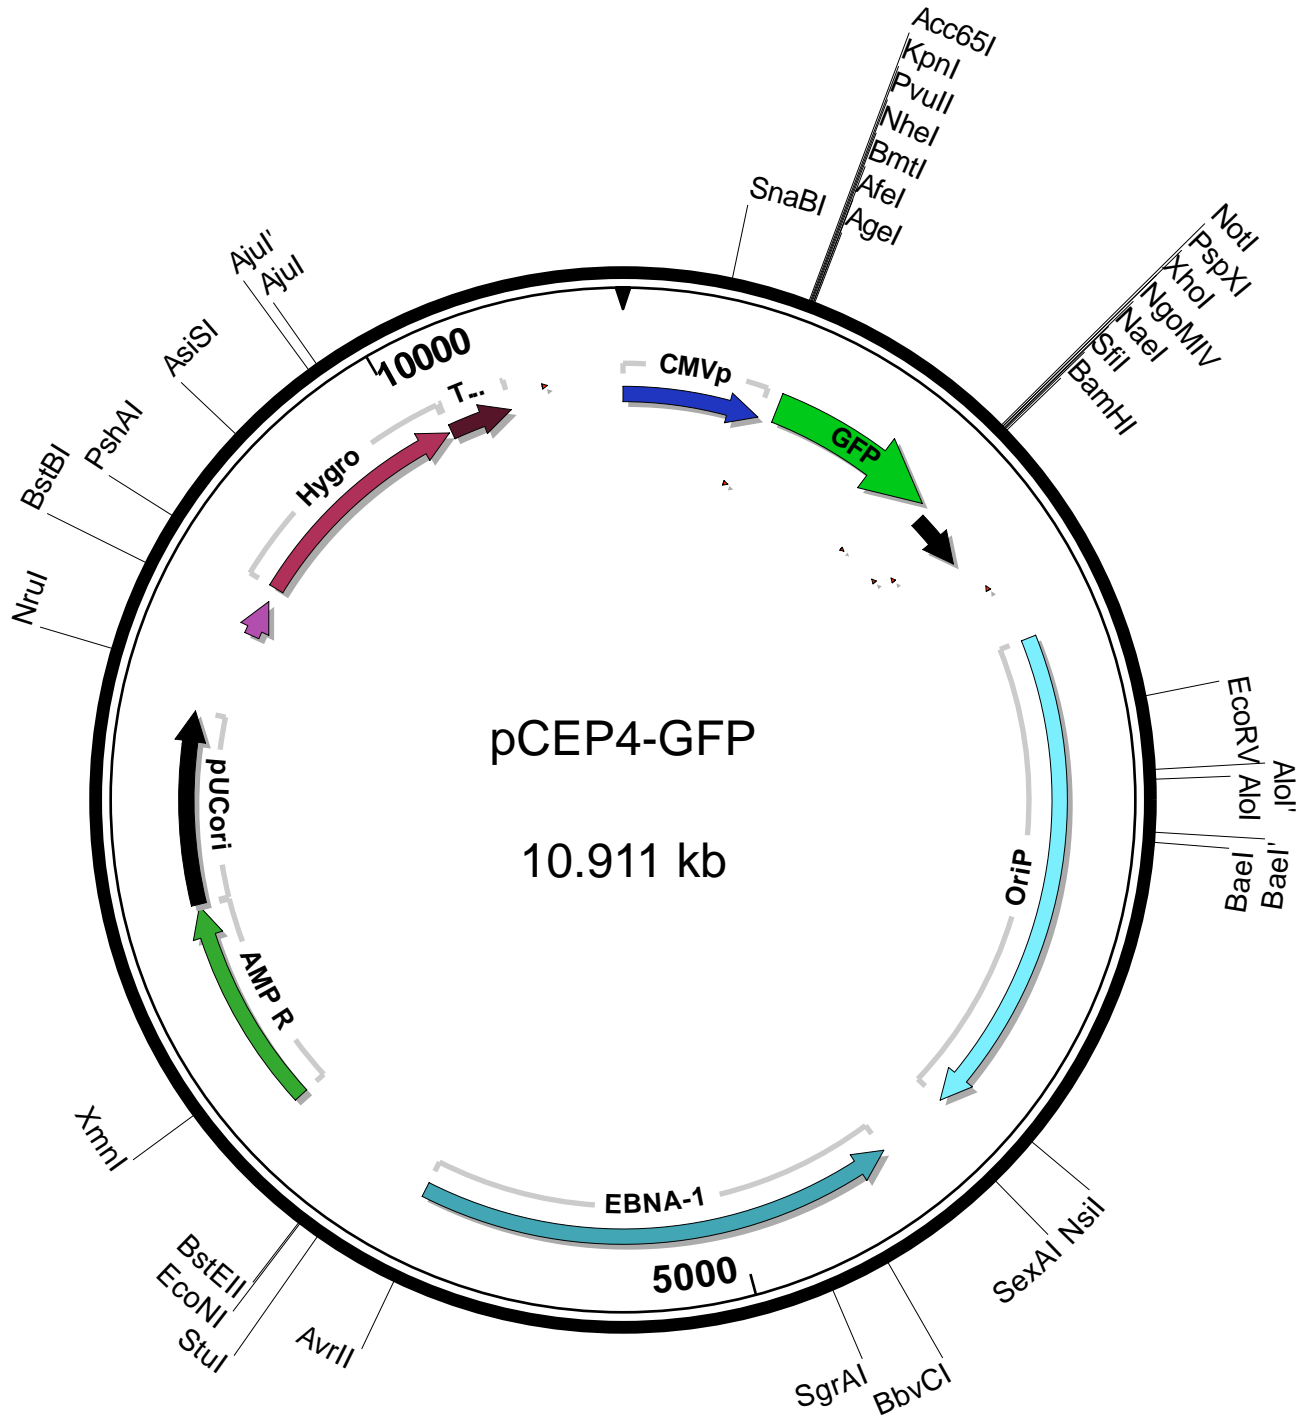 Acc65I
KpnI
PvuII
NheI
BmtI
AfeI
AgeI
SnaBI
NotI
PspXI
XhoI
NgoMIV
NaeI
SfiI
BamHI
AjuI'
AjuI
AsiSI
PshAI
BstBI
NruI
10000
T...
CMVp
GFP
Hygro
pCEP4-GFP
10.911 kb
EcoRV
AloI'
AloI
BaeI'
BaeI
OriP
pUCori
AMP R
EBNA-1
5000
XmnI
BstEII
EcoNI
StuI
AvrII
SgrAI
BbvCI
SexAI
NsiI